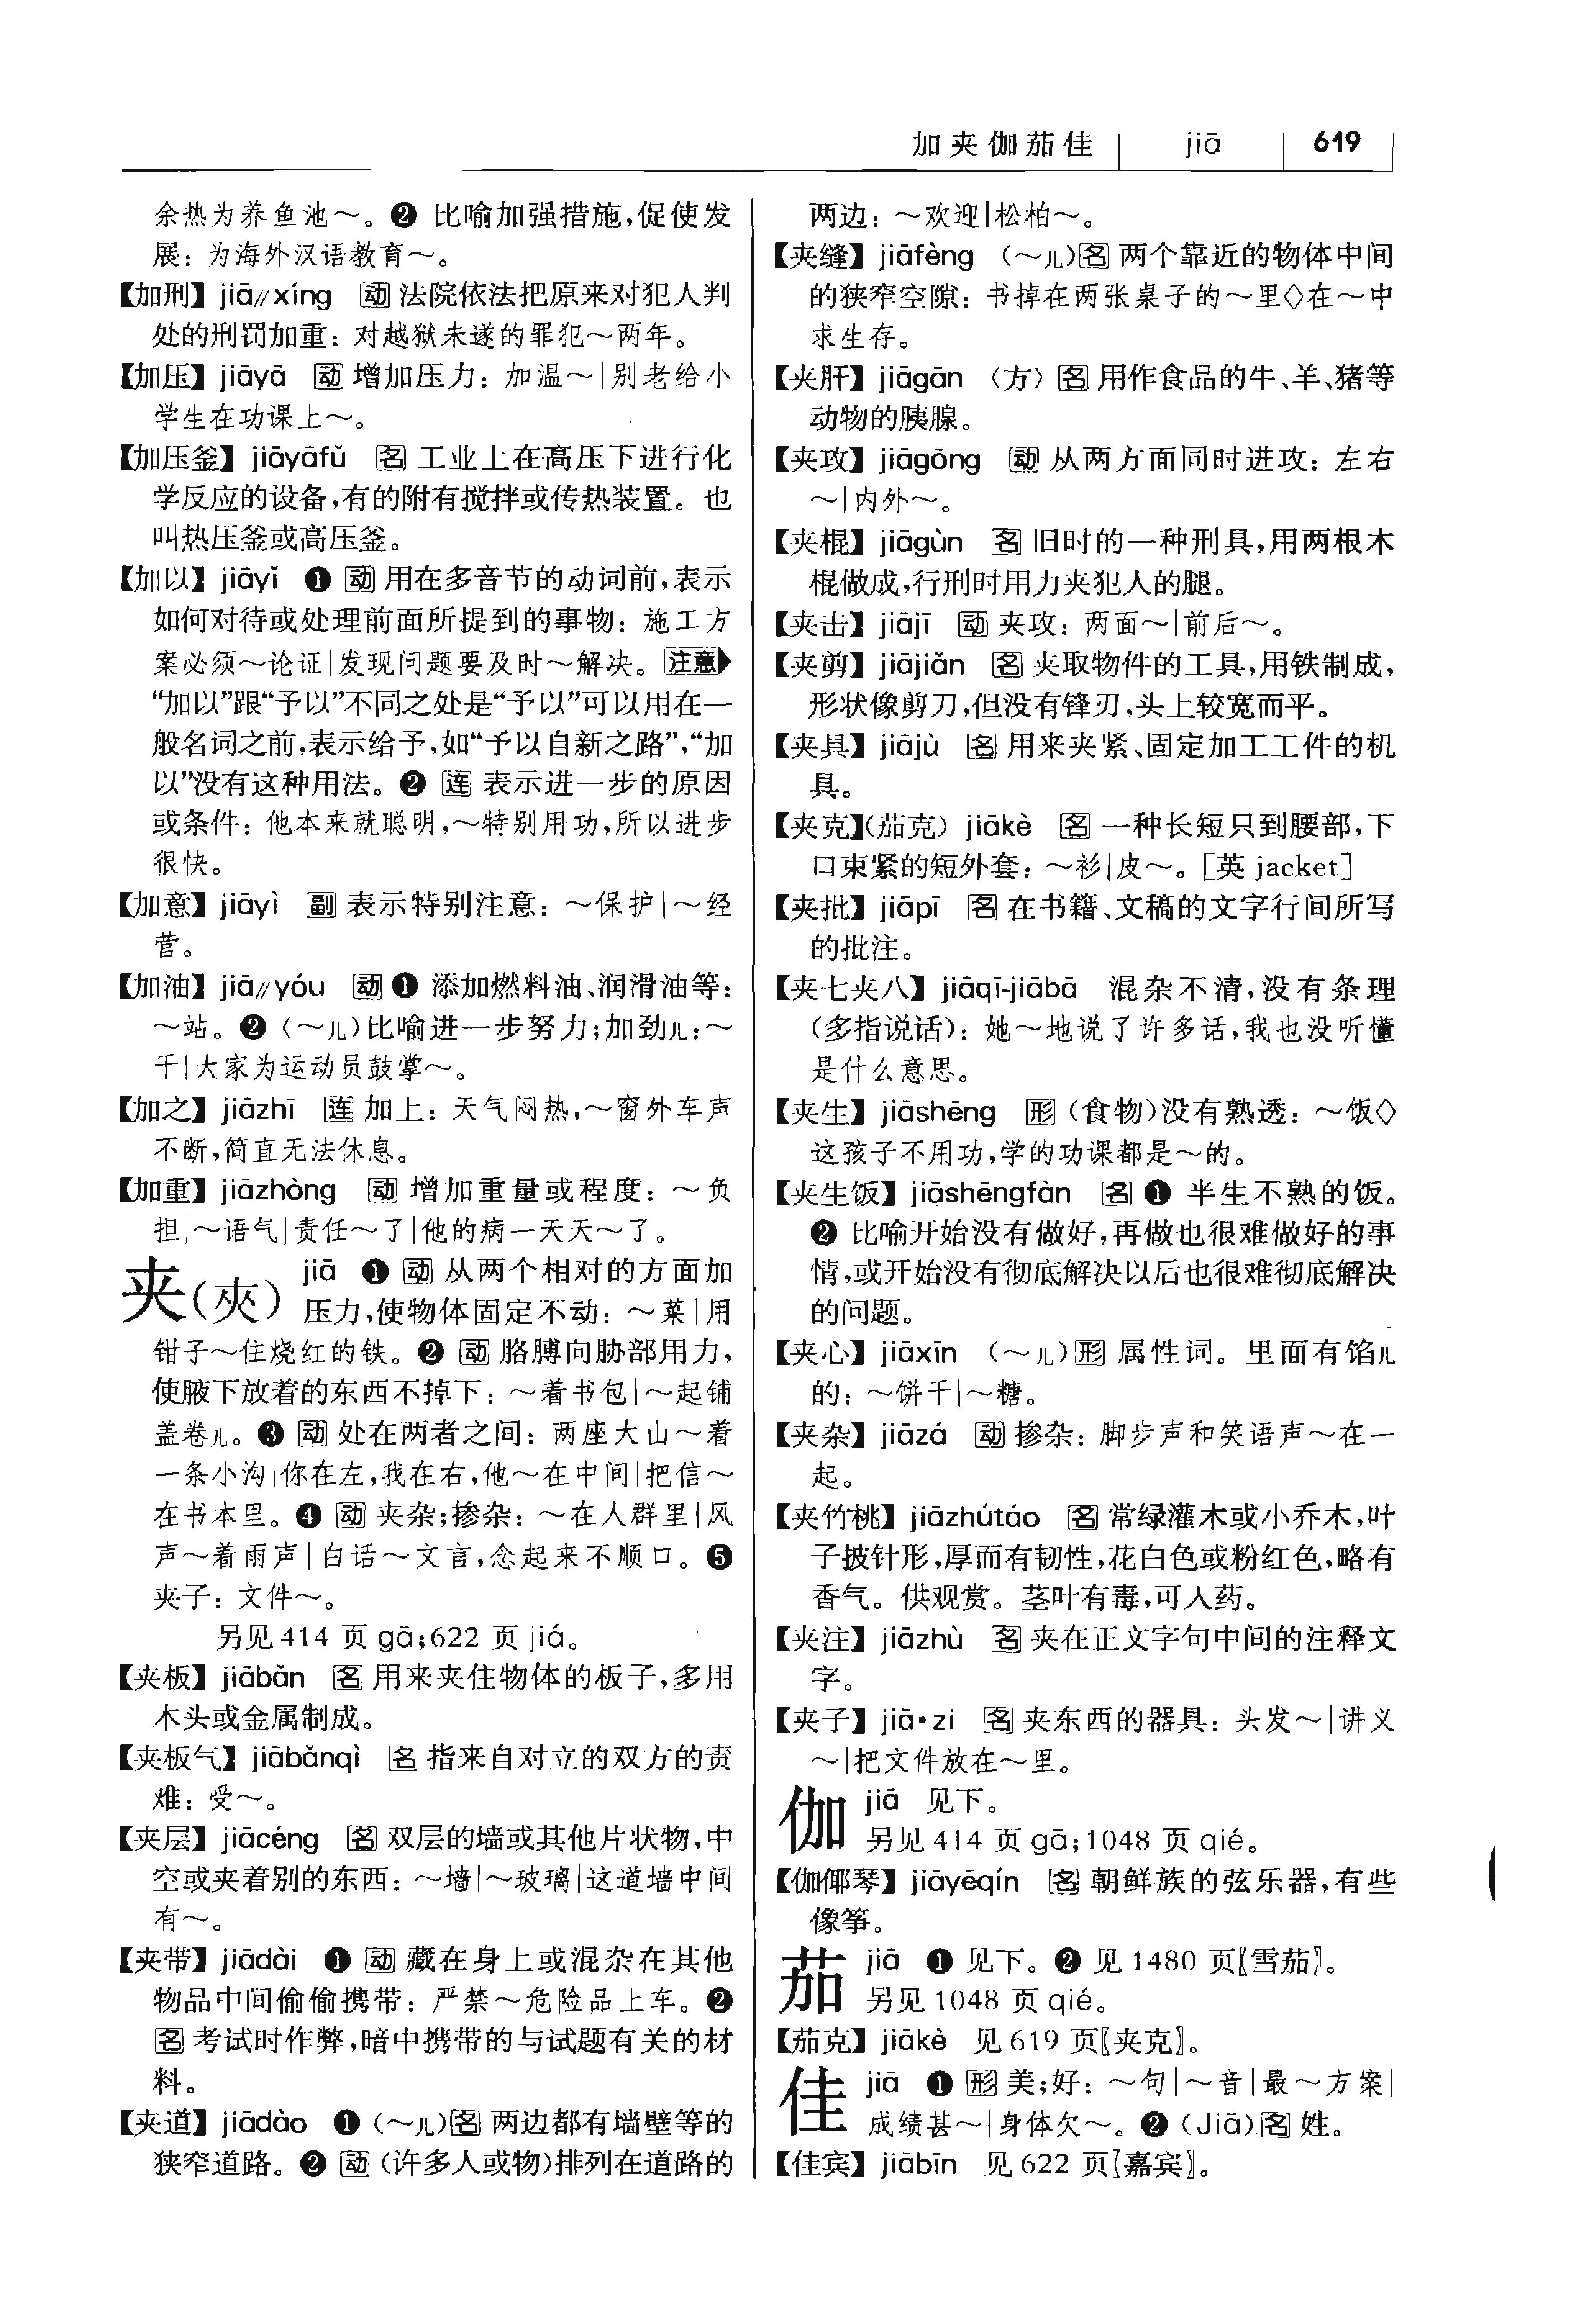 加夹伽茄佳 jiā 619
余热为养鱼池～。❷ 比喻加强措施,促使发
展：为海外汉语教育～。
【加刑】 jiā∥xíng 动 法院依法把原来对犯人判
处的刑罚加重：对越狱未遂的罪犯～两年。
【加压】 jiāyā 动 增加压力：加温～|别老给小
学生在功课上～。
【加压釜】 jiāyāfǔ 名 工业上在高压下进行化
学反应的设备,有的附有搅拌或传热装置。也
叫热压釜或高压釜。
【加以】 jiāyǐ ❶ 动 用在多音节的动词前,表示
如何对待或处理前面所提到的事物：施工方
案必须～论证|发现问题要及时～解决。注意▶
“加以”跟“予以”不同之处是“予以”可以用在一
般名词之前,表示给予,如“予以自新之路”,“加
以”没有这种用法。❷ 连 表示进一步的原因
或条件：他本来就聪明,～特别用功,所以进步
很快。
【加意】 jiāyì 副 表示特别注意：～保护|～经
营。
【加油】 jiā∥yóu 动 ❶ 添加燃料油、润滑油等：
～站。❷（～儿）比喻进一步努力;加劲儿：～
干|大家为运动员鼓掌～。
【加之】 jiāzhī 连 加上：天气闷热,～窗外车声
不断,简直无法休息。
【加重】 jiāzhòng 动 增加重量或程度：～负
担|～语气|责任～了|他的病一天天～了。
夹（夾） jiā ❶ 动 从两个相对的方面加
压力,使物体固定不动：～菜|用
钳子～住烧红的铁。❷ 动 胳膊向胁部用力,
使腋下放着的东西不掉下：～着书包|～起铺
盖卷儿。❸ 动 处在两者之间：两座大山～着
一条小沟|你在左,我在右,他～在中间|把信～
在书本里。❹ 动 夹杂;掺杂：～在人群里|风
声～着雨声|白话～文言,念起来不顺口。❺
夹子：文件～。
另见 414 页 gā;622 页 jiá。
【夹板】 jiābǎn 名 用来夹住物体的板子,多用
木头或金属制成。
【夹板气】 jiābǎnqì 名 指来自对立的双方的责
难：受～。
【夹层】 jiācéng 名 双层的墙或其他片状物,中
空或夹着别的东西：～墙|～玻璃|这道墙中间
有～。
【夹带】 jiādài ❶ 动 藏在身上或混杂在其他
物品中间偷偷携带：严禁～危险品上车。❷
名 考试时作弊,暗中携带的与试题有关的材
料。
【夹道】 jiādào ❶（～儿）名 两边都有墙壁等的
狭窄道路。❷ 动（许多人或物）排列在道路的
两边：～欢迎|松柏～。
【夹缝】 jiāfèng （～儿）名 两个靠近的物体中间
的狭窄空隙：书掉在两张桌子的～里◇在～中
求生存。
【夹肝】 jiāgān 〈方〉名 用作食品的牛、羊、猪等
动物的胰腺。
【夹攻】 jiāgōng 动 从两方面同时进攻：左右
～|内外～。
【夹棍】 jiāgùn 名 旧时的一种刑具,用两根木
棍做成,行刑时用力夹犯人的腿。
【夹击】 jiājī 动 夹攻：两面～|前后～。
【夹剪】 jiājiǎn 名 夹取物件的工具,用铁制成,
形状像剪刀,但没有锋刃,头上较宽而平。
【夹具】 jiājù 名 用来夹紧、固定加工工件的机
具。
【夹克】（茄克） jiākè 名 一种长短只到腰部,下
口束紧的短外套：～衫|皮～。[英 jacket]
【夹批】 jiāpī 名 在书籍、文稿的文字行间所写
的批注。
【夹七夹八】 jiāqī-jiābā 混杂不清,没有条理
（多指说话）：她～地说了许多话,我也没听懂
是什么意思。
【夹生】 jiāshēng 形（食物）没有熟透：～饭◇
这孩子不用功,学的功课都是～的。
【夹生饭】 jiāshēngfàn 名 ❶ 半生不熟的饭。
❷ 比喻开始没有做好,再做也很难做好的事
情,或开始没有彻底解决以后也很难彻底解决
的问题。
【夹心】 jiāxīn （～儿）形 属性词。里面有馅儿
的：～饼干|～糖。
【夹杂】 jiāzá 动 掺杂：脚步声和笑语声～在一
起。
【夹竹桃】 jiāzhútáo 名 常绿灌木或小乔木,叶
子披针形,厚而有韧性,花白色或粉红色,略有
香气。供观赏。茎叶有毒,可入药。
【夹注】 jiāzhù 名 夹在正文字句中间的注释文
字。
【夹子】 jiā·zi 名 夹东西的器具：头发～|讲义
～|把文件放在～里。
伽 jiā 见下。
另见 414 页 gā;1048 页 qié。
【伽倻琴】 jiāyēqín 名 朝鲜族的弦乐器,有些
像筝。
茄 jiā ❶ 见下。❷ 见 1480 页〖雪茄〗。
另见 1048 页 qié。
【茄克】 jiākè 见 619 页〖夹克〗。
佳 jiā ❶ 形 美;好：～句|～音|最～方案|
成绩甚～|身体欠～。❷（Jiā）名 姓。
【佳宾】 jiābīn 见 622 页〖嘉宾〗。